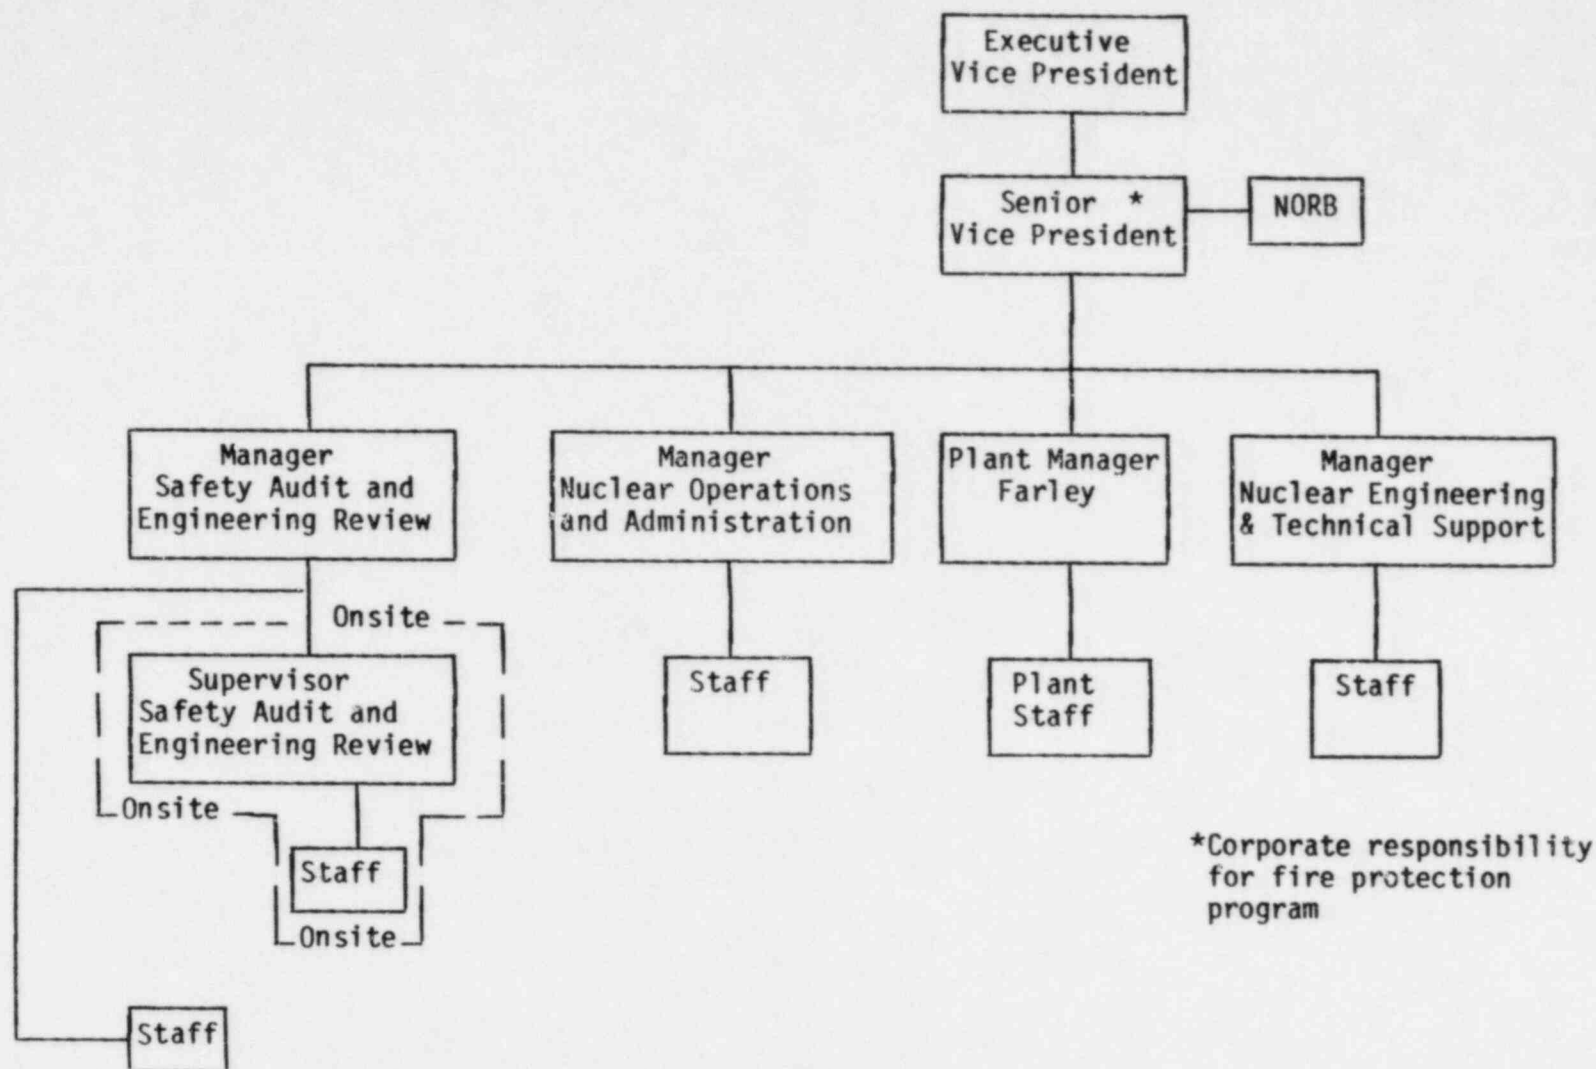 Executive
Vice President
Senior *
Vice President
NORB
Manager
Safety Audit and
Engineering Review
Manager
Nuclear Operations
and Administration
Plant Manager
Farley
Manager
Nuclear Engineering
& Technical Support
Onsite
Supervisor
Safety Audit and
Engineering Review
Staff
Plant
Staff
Staff
Onsite
Staff
Onsite
*Corporate responsibility
for fire protection
program
Staff